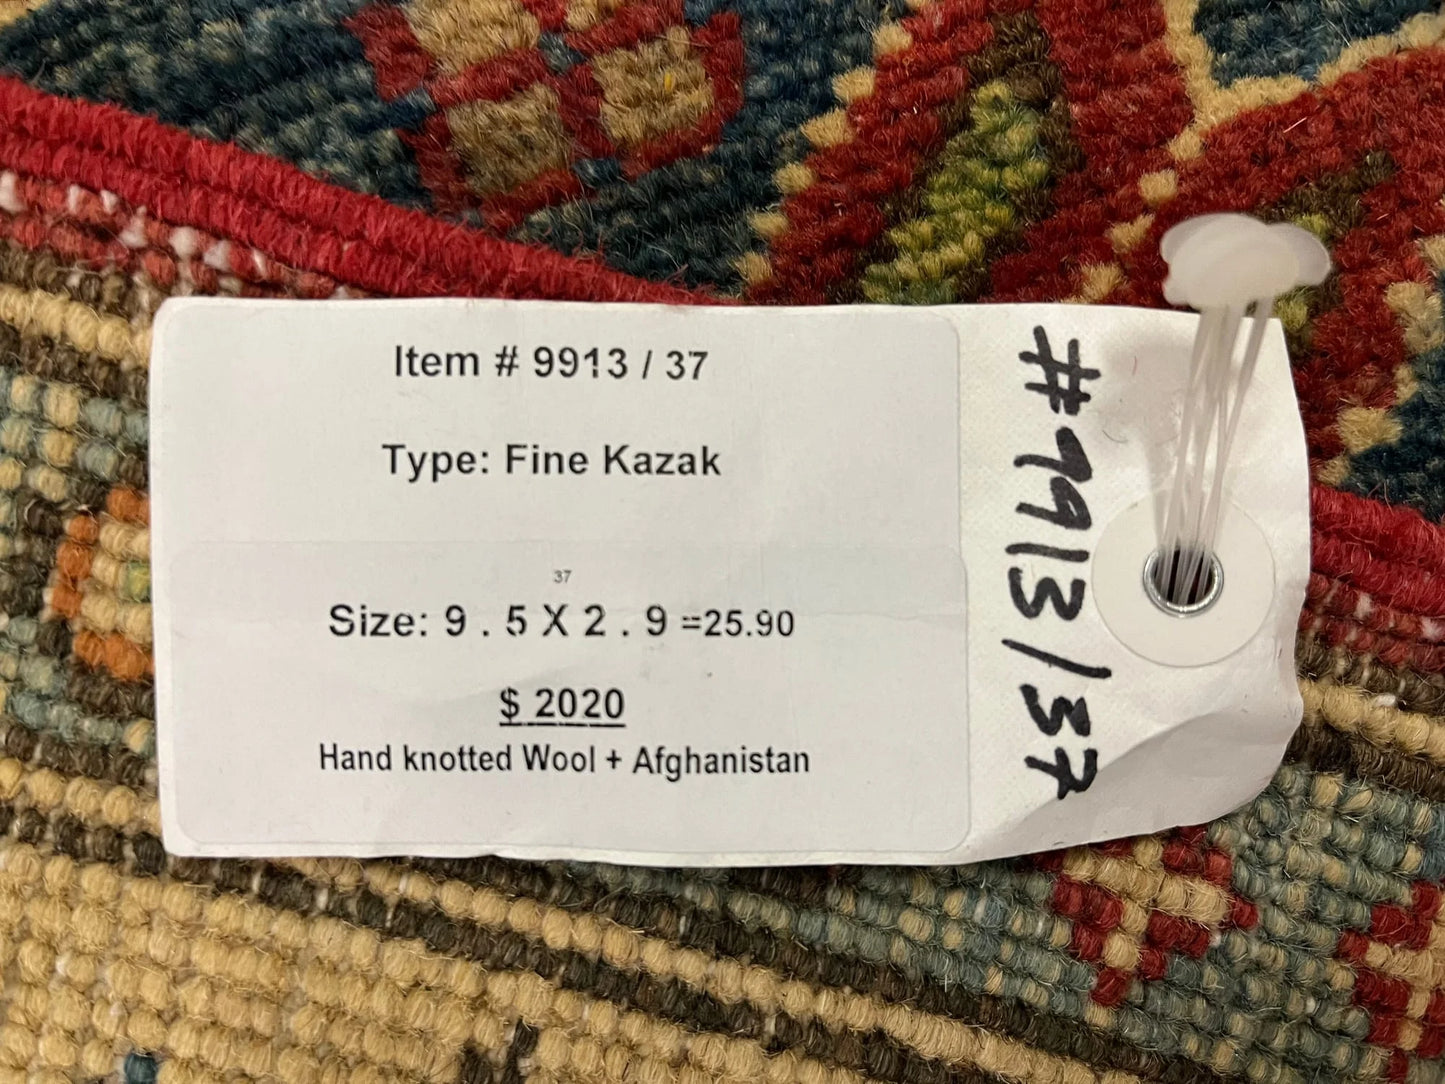 Item # 9913 / 37
Type: Fine Kazak
37
Size: 9 . 5 X 2 . 9 =25.90
$ 2020
Hand knotted Wool + Afghanistan
#9913/37